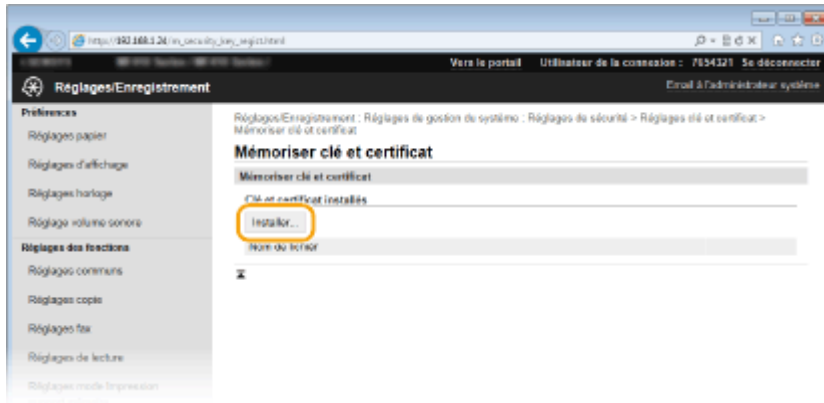 http://192.168.1.24/m_security_key_regist.html
Vers le portail Utilisateur de la connexion : 7654321 Se déconnecter
Réglages/Enregistrement
Email à l'administrateur système
Préférences
Réglages papier
Réglages d'affichage
Réglages horloge
Réglage volume sonore
Réglages des fonctions
Réglages communs
Réglages copie
Réglages fax
Réglages de lecture
Réglages mode Impression
Réglages/Enregistrement : Réglages de gestion du système : Réglages de sécurité > Réglages clé et certificat >
Mémoriser clé et certificat
Mémoriser clé et certificat
Mémoriser clé et certificat
Clé et certificat installés
Installer...
Nom de fichier